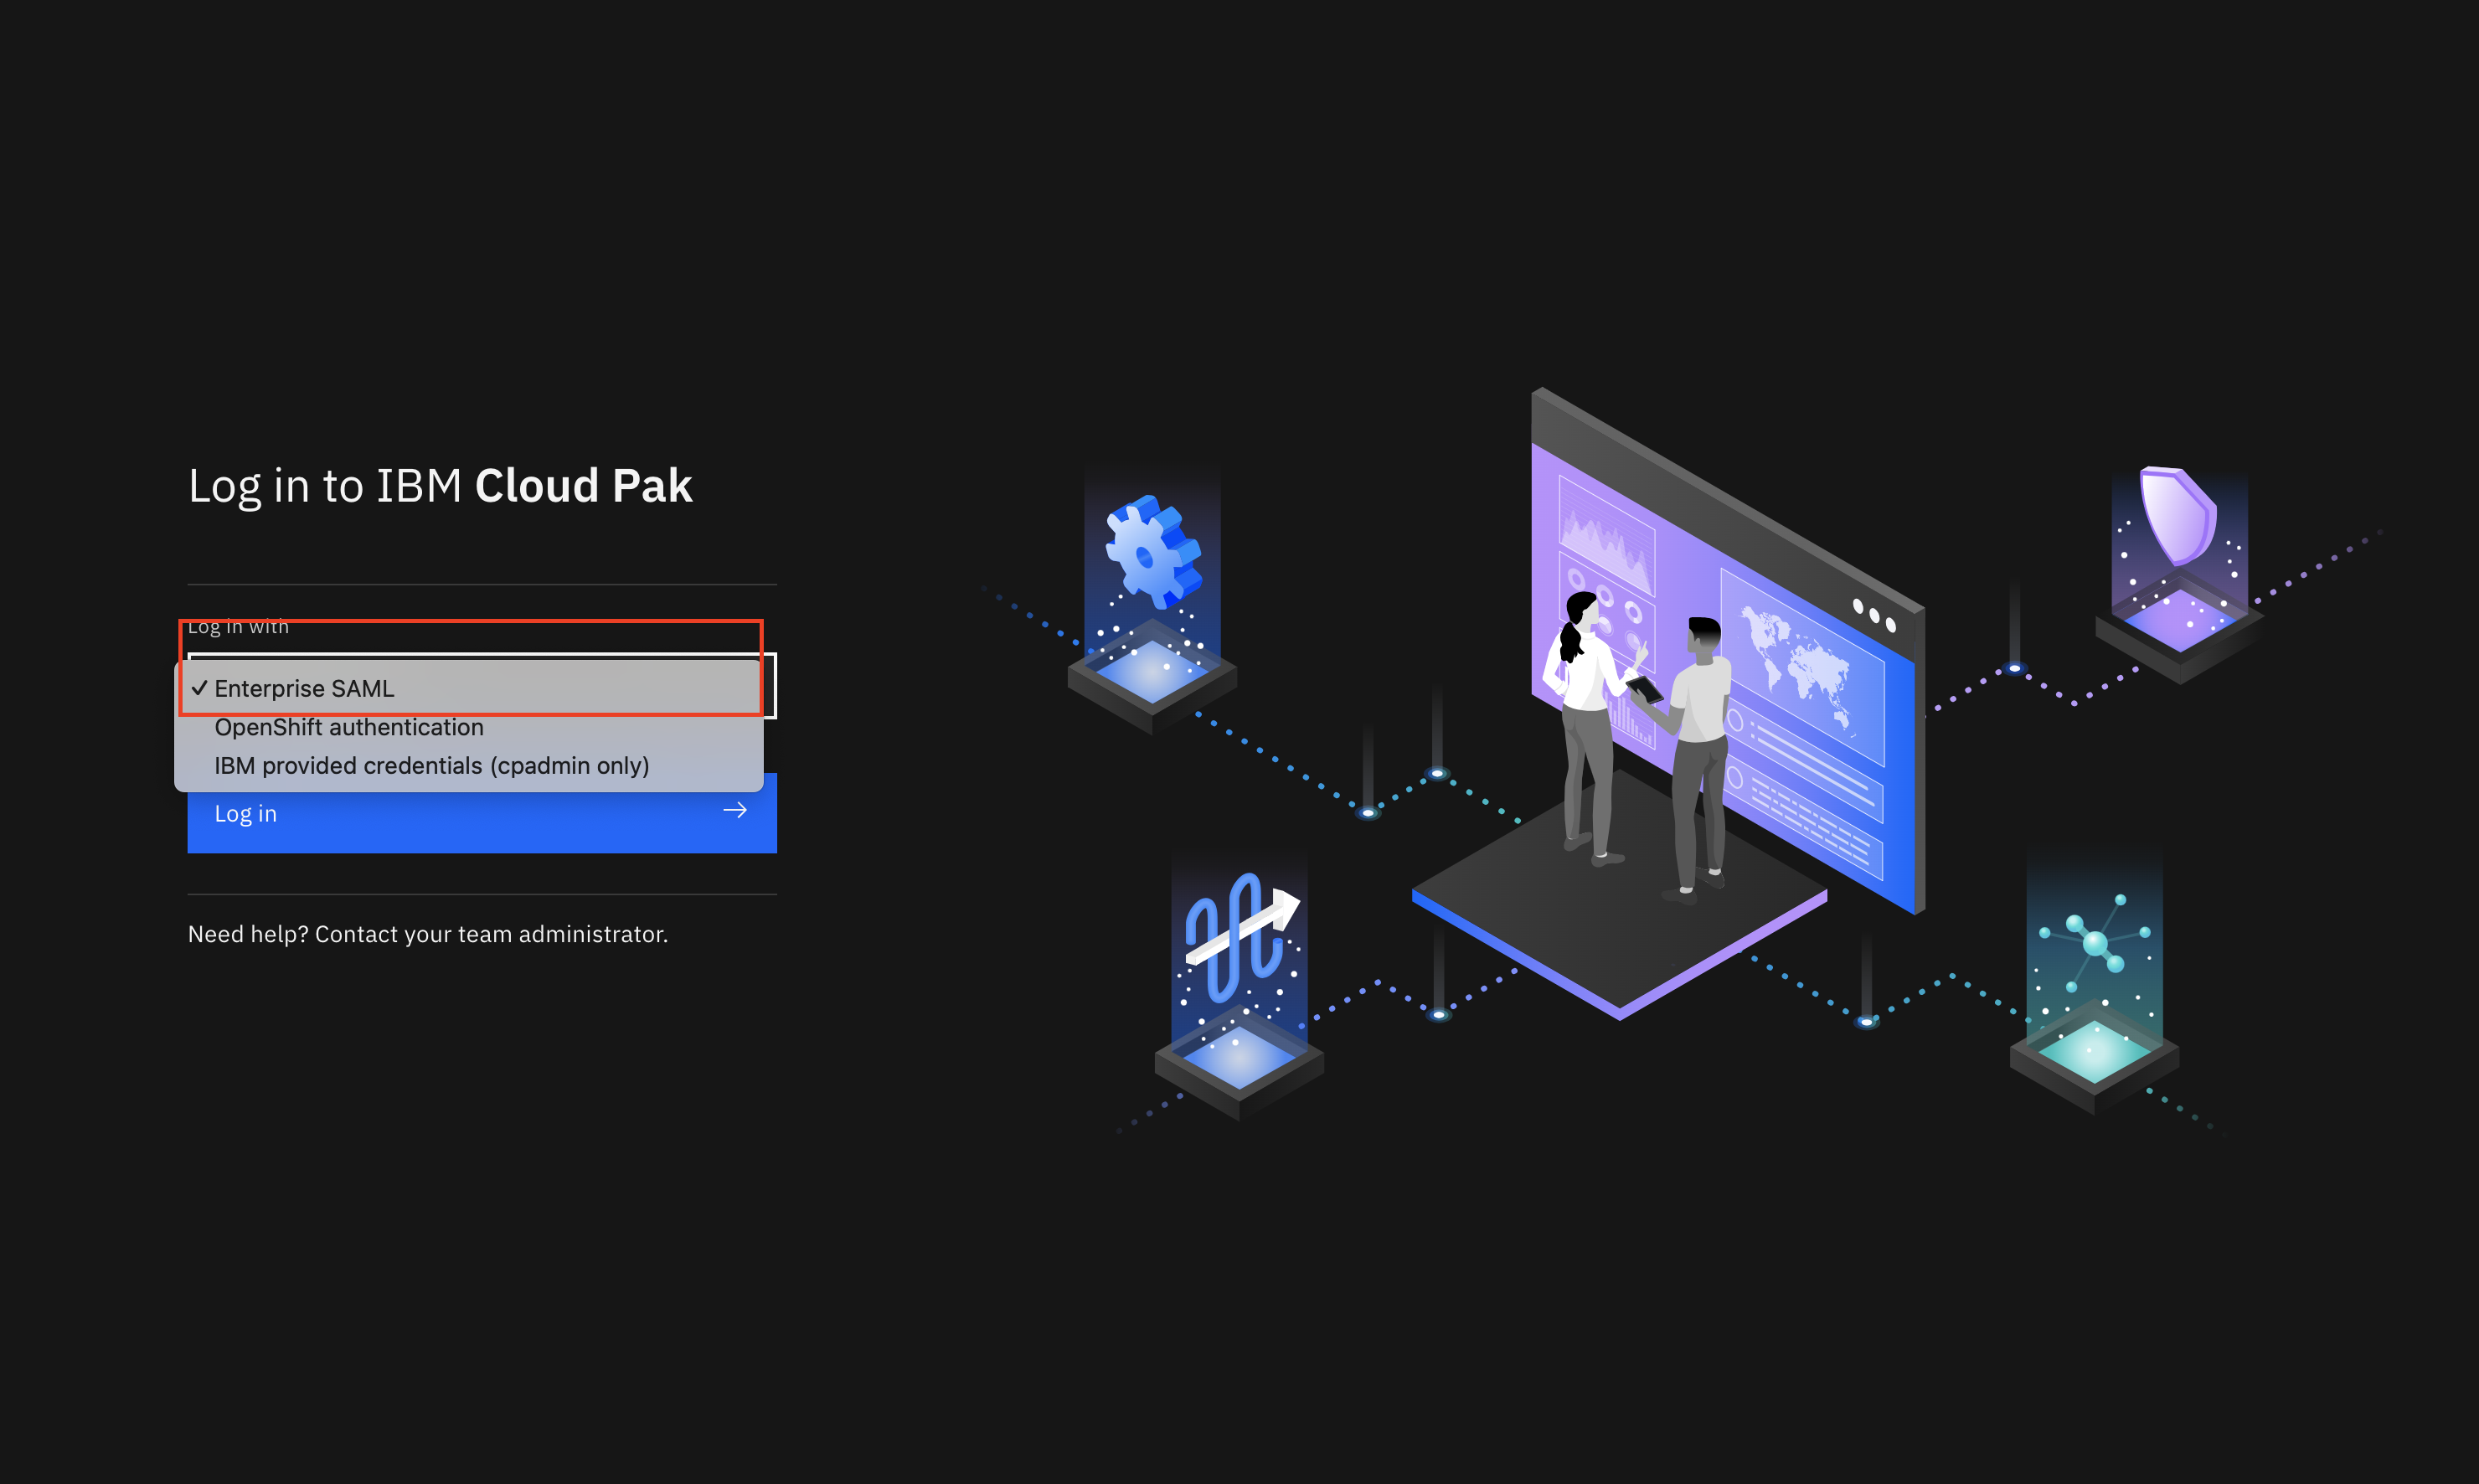 Log in to IBM Cloud Pak
Log in with
Enterprise SAML
OpenShift authentication
IBM provided credentials (cpadmin only)
Log in
Need help? Contact your team administrator.